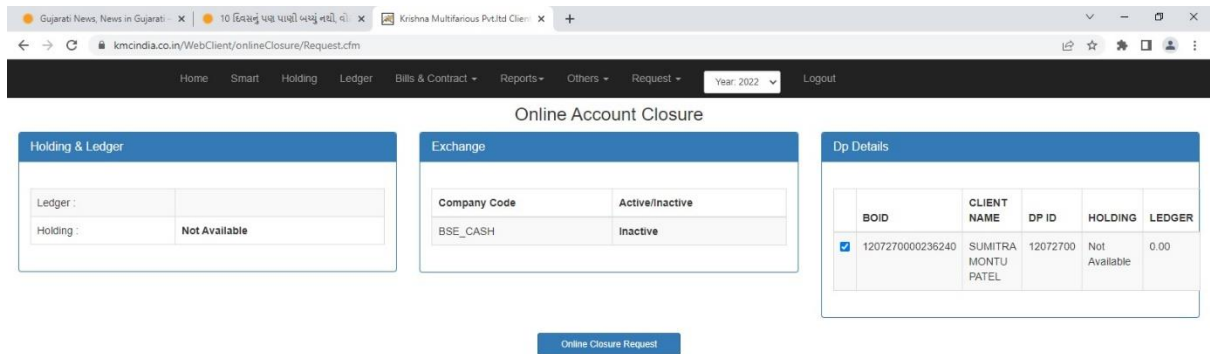 Gujarati News, News in Gujarati -
10 દિવસનું પણ પાણી બચ્યું નથી, વો
Krishna Multifarious Pvt.ltd Clien
kmcindia.co.in/WebClient/onlineClosure/Request.cfm
Home Smart Holding Ledger Bills & Contract Reports Others Request Year: 2022 Logout
Online Account Closure
Holding & Ledger
Ledger :
Holding : Not Available
Exchange
Company Code Active/Inactive
BSE_CASH Inactive
Dp Details
BOID CLIENT NAME DP ID HOLDING LEDGER
1207270000236240 SUMITRA MONTU PATEL 12072700 Not Available 0.00
Online Closure Request